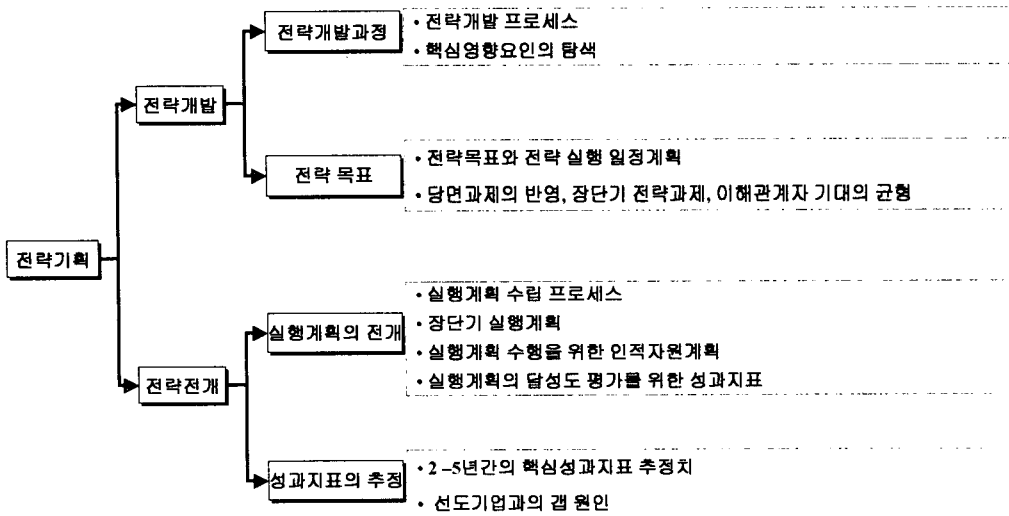 전략개발과정
• 전략개발 프로세스
• 핵심영향요인의 탐색
전략개발
전략 목표
• 전략목표와 전략 실행 일정계획
• 당면과제의 반영, 장단기 전략과제, 이해관계자 기대의 균형
전략기획
실행계획의 전개
• 실행계획 수립 프로세스
• 장단기 실행계획
• 실행계획 수행을 위한 인적자원계획
• 실행계획의 달성도 평가를 위한 성과지표
전략전개
성과지표의 추정
• 2 –5년간의 핵심성과지표 추정치
• 선도기업과의 갭 원인